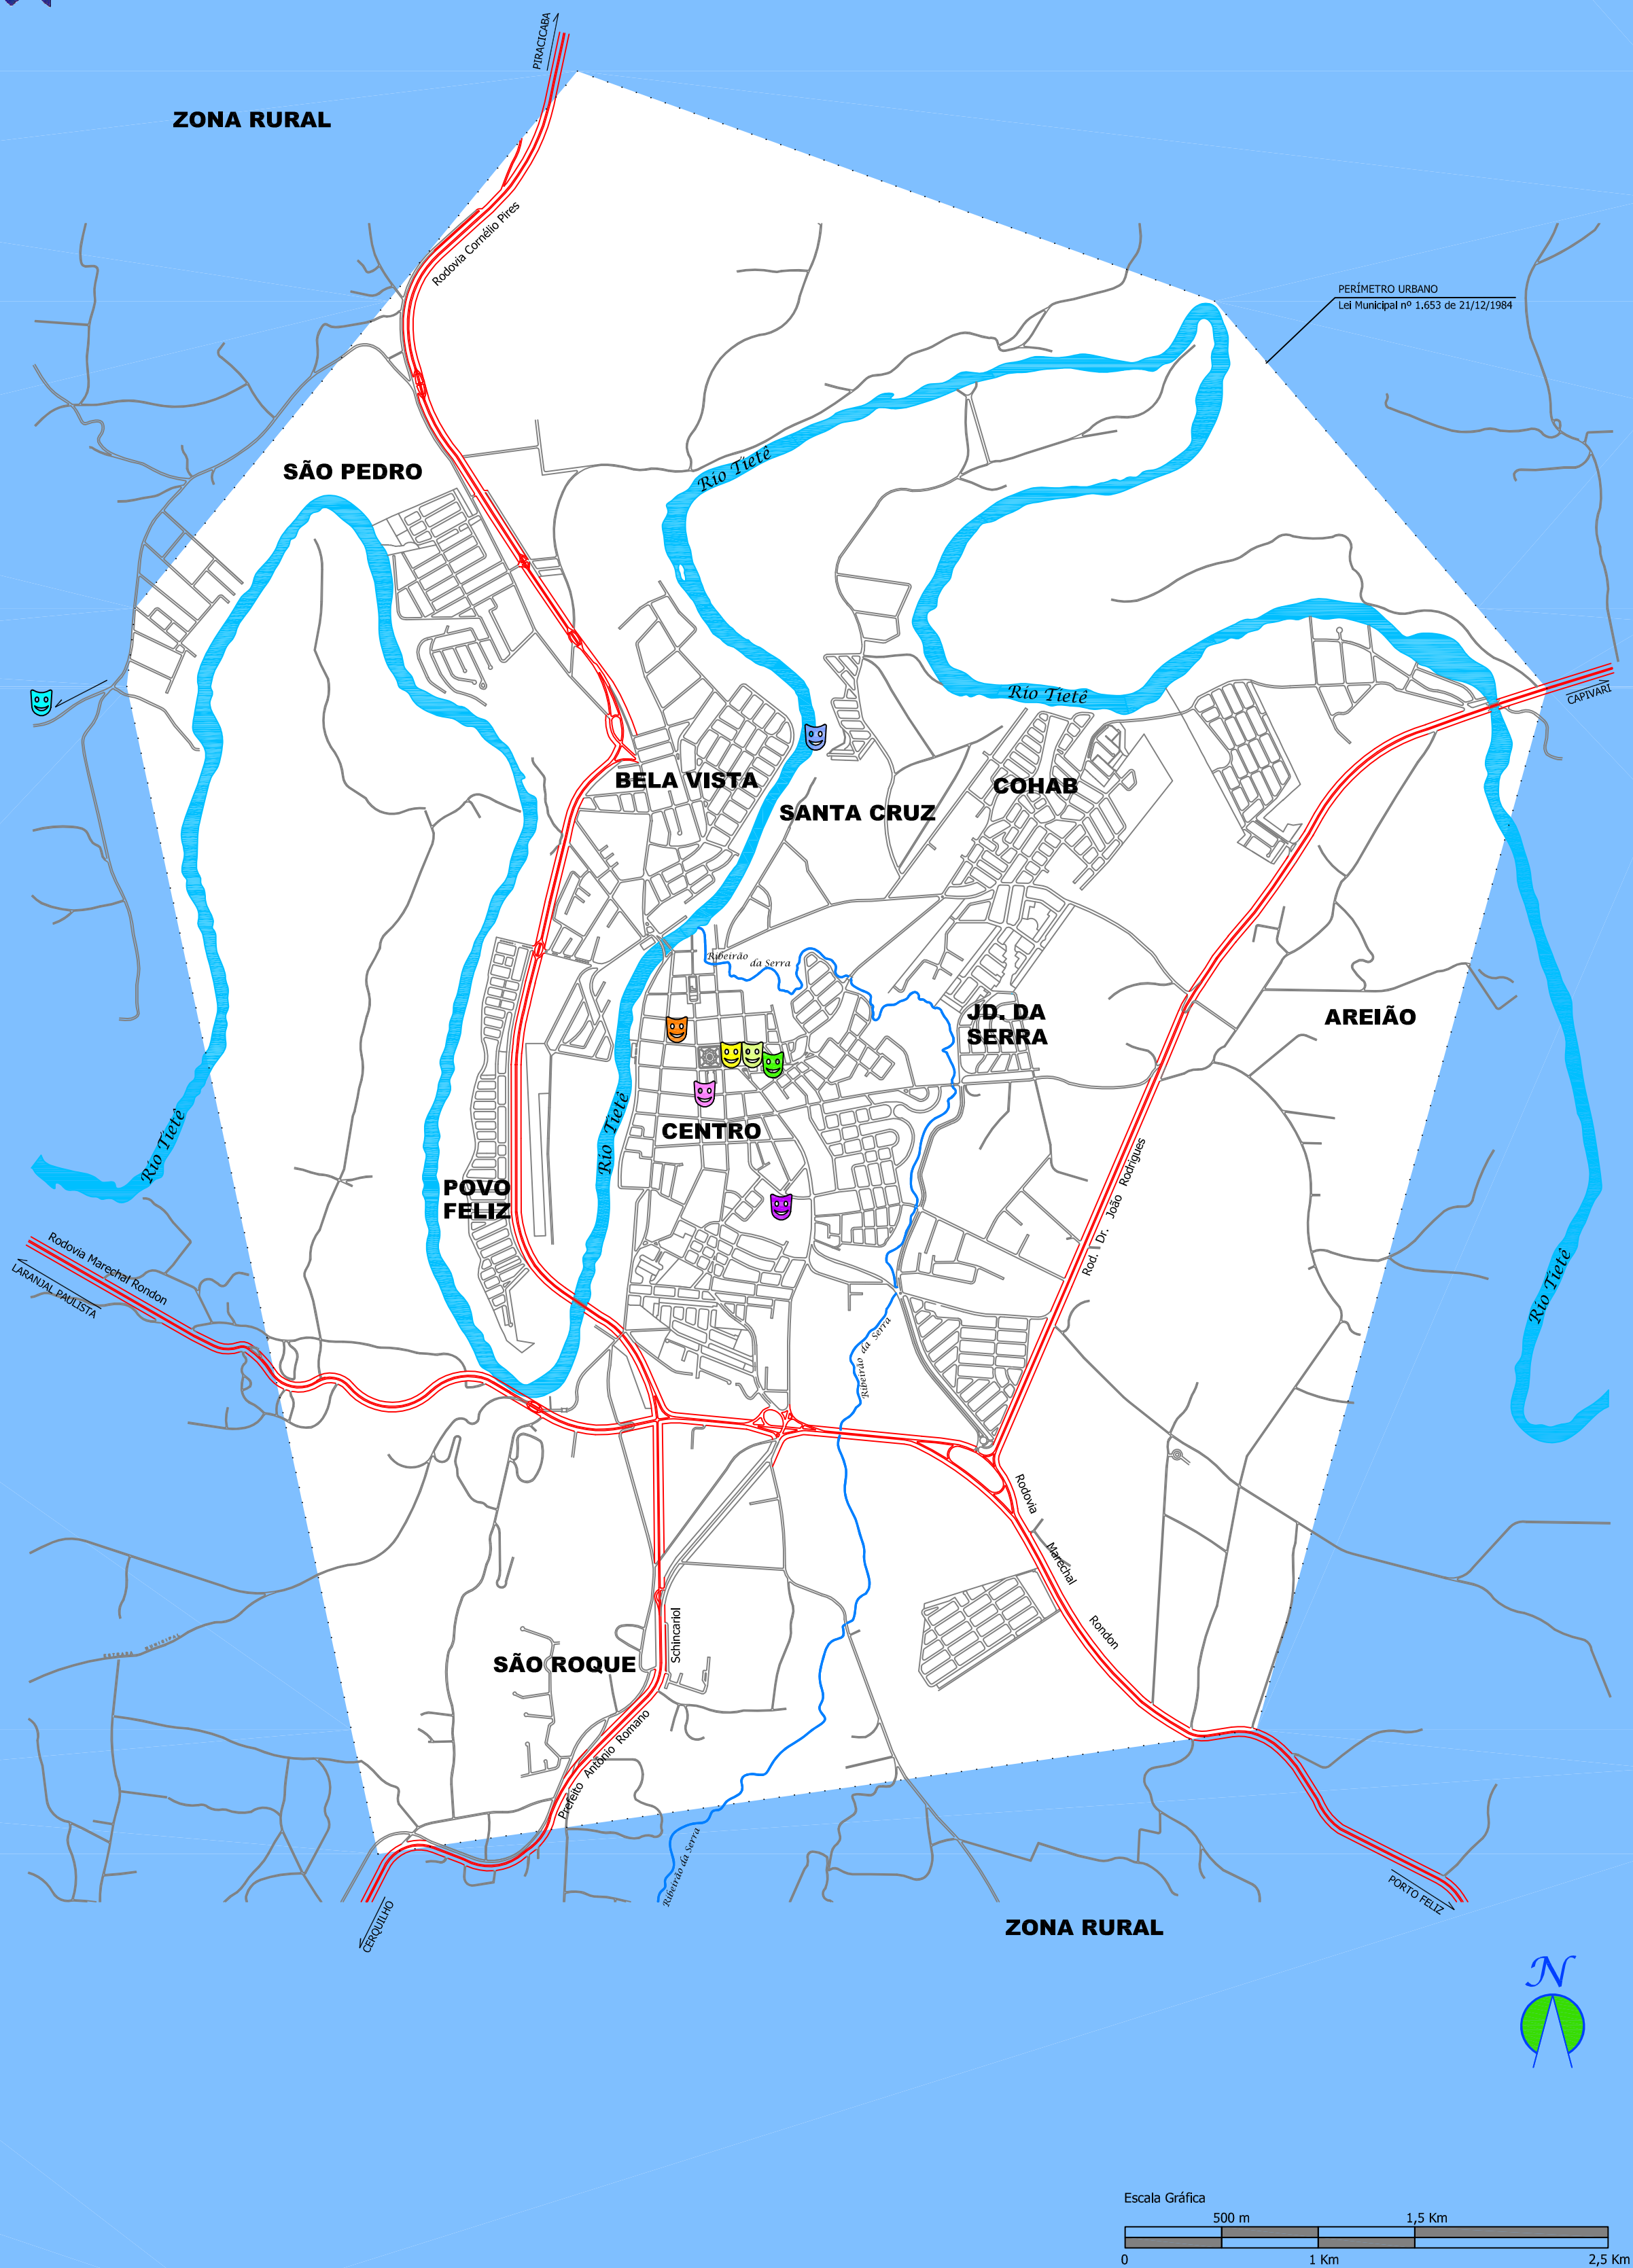 PIRACICABA
ZONA RURAL
Rodovia Cornélio Pires
PERÍMETRO URBANO
Lei Municipal nº 1.653 de 21/12/1984
SÃO PEDRO
Rio Tietê
Rio Tietê
CAPIVARI
BELA VISTA
COHAB
SANTA CRUZ
Ribeirão da Serra
JD. DA
SERRA
AREIÃO
Rio Tietê
Rio Tietê
CENTRO
POVO
FELIZ
Rod. Dr. João Rodrigues
Rodovia Marechal Rondon
LARANJAL PAULISTA
Rio Tietê
Ribeirão da Serra
Rodovia Marechal Rondon
Schincariol
SÃO ROQUE
Prefeito Antônio Romano
Ribeirão da Serra
CERQUILHO
PORTO FELIZ
ZONA RURAL
N
Escala Gráfica
500 m 1,5 Km
0 1 Km 2,5 Km